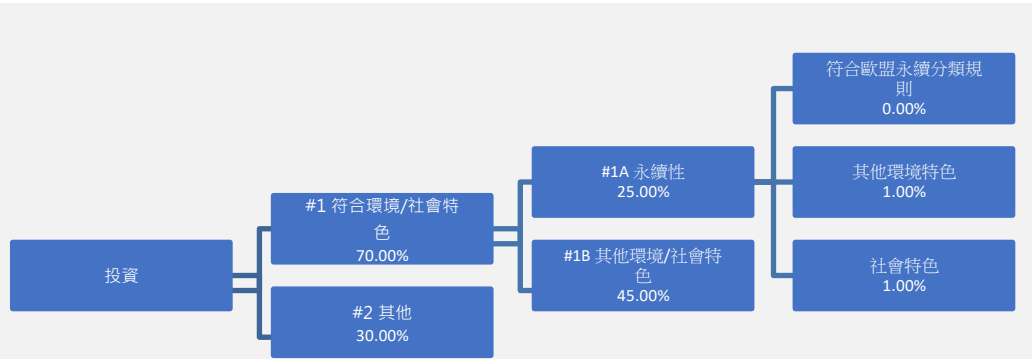 符合歐盟永續分類規
則
0.00%
#1A 永續性
25.00%
其他環境特色
1.00%
#1 符合環境/社會特
色
70.00%
投資
#1B 其他環境/社會特
色
45.00%
社會特色
1.00%
#2 其他
30.00%